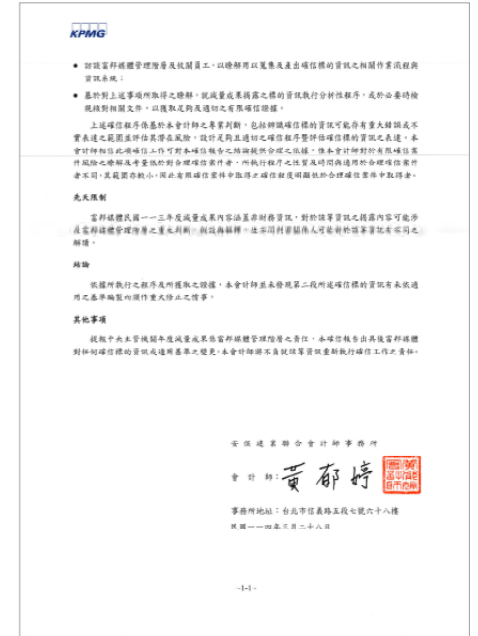 KPMG
● 訪談富邦媒體管理階層及攸關員工，以瞭解用以蒐集及產出確信標的資訊之相關作業流程與
資訊系統；
● 基於對上述事項所取得之瞭解，就減量成果揭露之標的資訊執行分析性程序，或於必要時檢
視核對相關文件，以獲取足夠及適切之有限確信證據。
上述確信程序係基於本會計師之專業判斷，包括辨識確信標的資訊可能存有重大錯誤或不
實表達之範圍並評估其潛在風險，設計足夠且適切之確信程序暨評估確信標的資訊之表達。本
會計師相信此項確信工作可對本確信報告之結論提供合理之依據。惟本會計師對於有限確信案
件風險之瞭解及考量低於對合理確信案件者，所執行程序之性質及時間與適用於合理確信案件
者不同，其範圍亦較小，因此有限確信案件中取得之確信程度明顯低於合理確信案件中取得者。
先天限制
富邦媒體民國一一三年度減量成果內容涵蓋非財務資訊，對於該等資訊之揭露內容可能涉
及富邦媒體管理階層之重大判斷、假設與解釋，故不同利害關係人可能對於該等資訊有不同之
解讀。
結論
依據所執行之程序及所獲取之證據，本會計師並未發現第二段所述確信標的資訊有未依適
用之基準編製而須作重大修正之情事。
其他事項
提報中央主管機關年度減量成果係富邦媒體管理階層之責任，本確信報告出具後富邦媒體
對任何確信標的資訊或適用基準之變更，本會計師將不負就該等資訊重新執行確信工作之責任。
安侯建業聯合會計師事務所
會計師：黃郁婷
事務所地址：台北市信義路五段七號六十八樓
民國一一四年三月二十八日
~1-1~